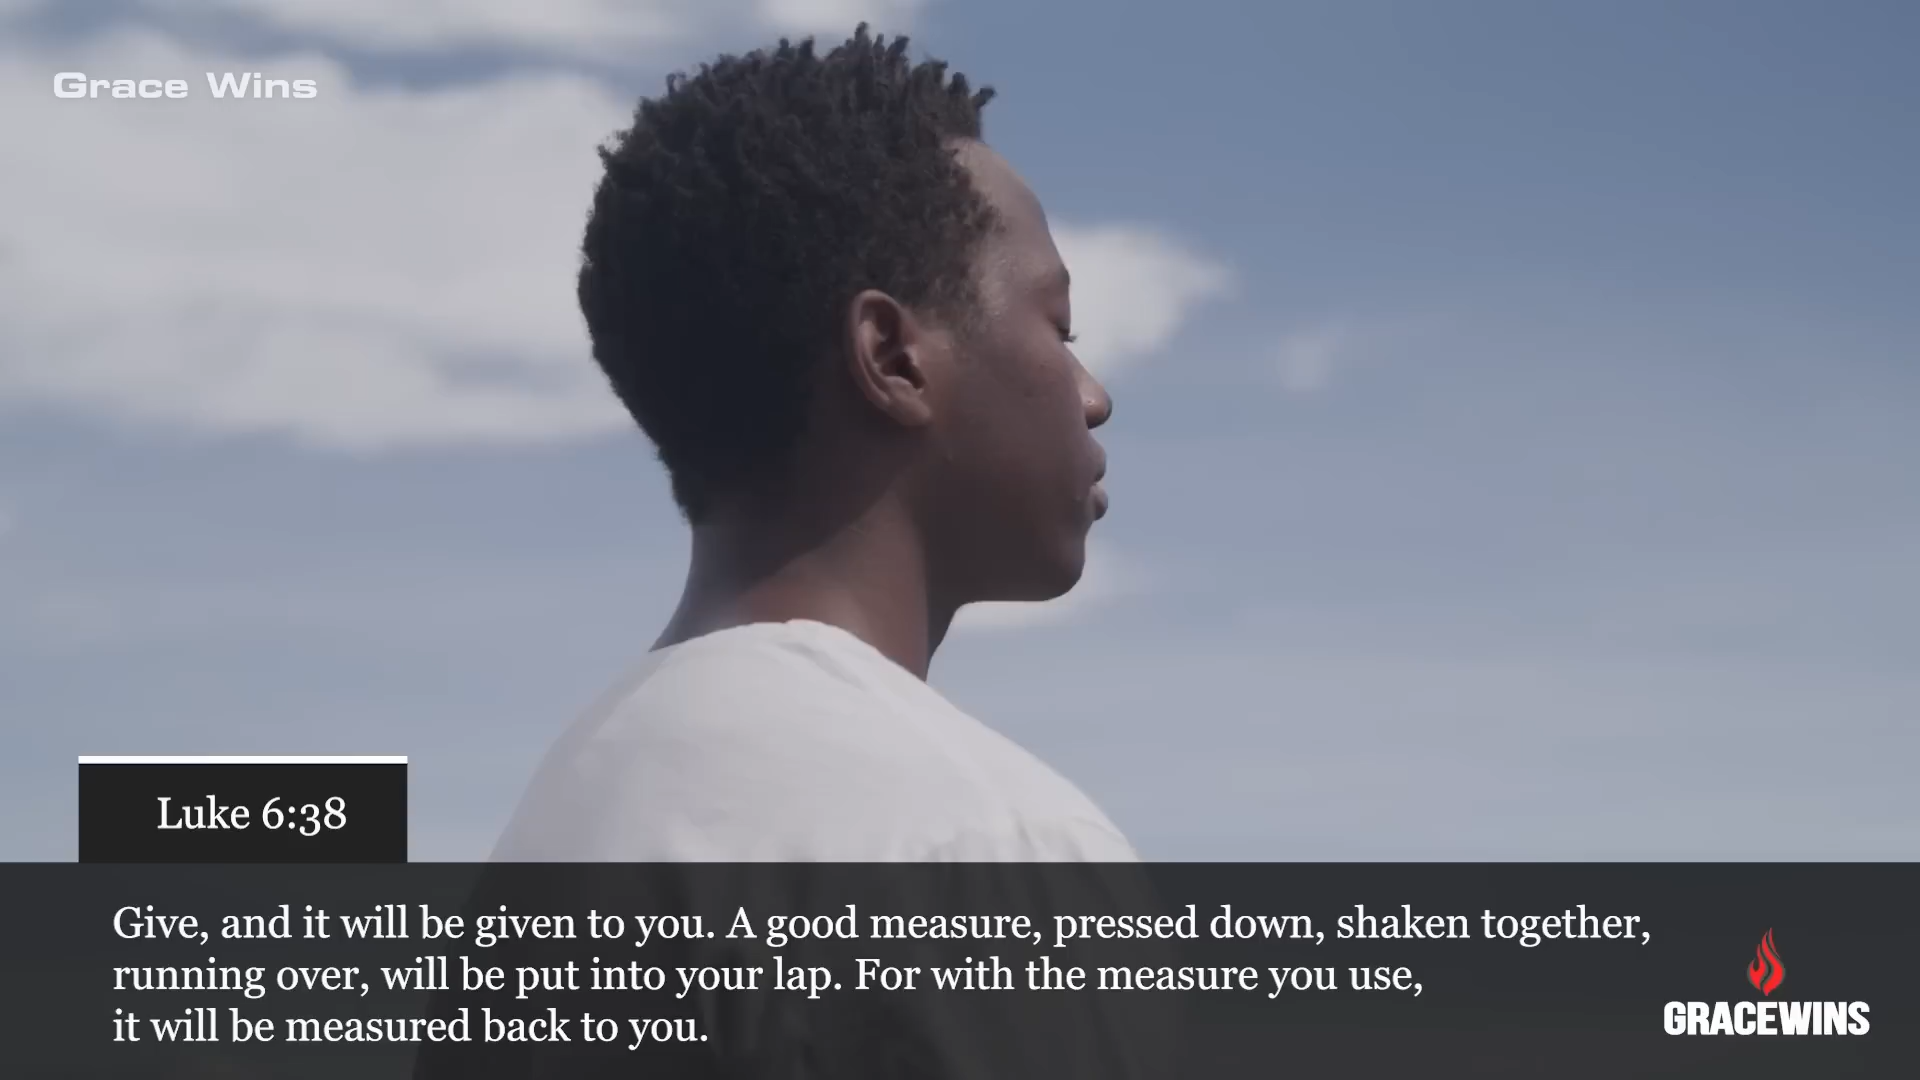 Grace Wins
Luke 6:38
Give, and it will be given to you. A good measure, pressed down, shaken together,
running over, will be put into your lap. For with the measure you use,
it will be measured back to you.
GRACEWINS